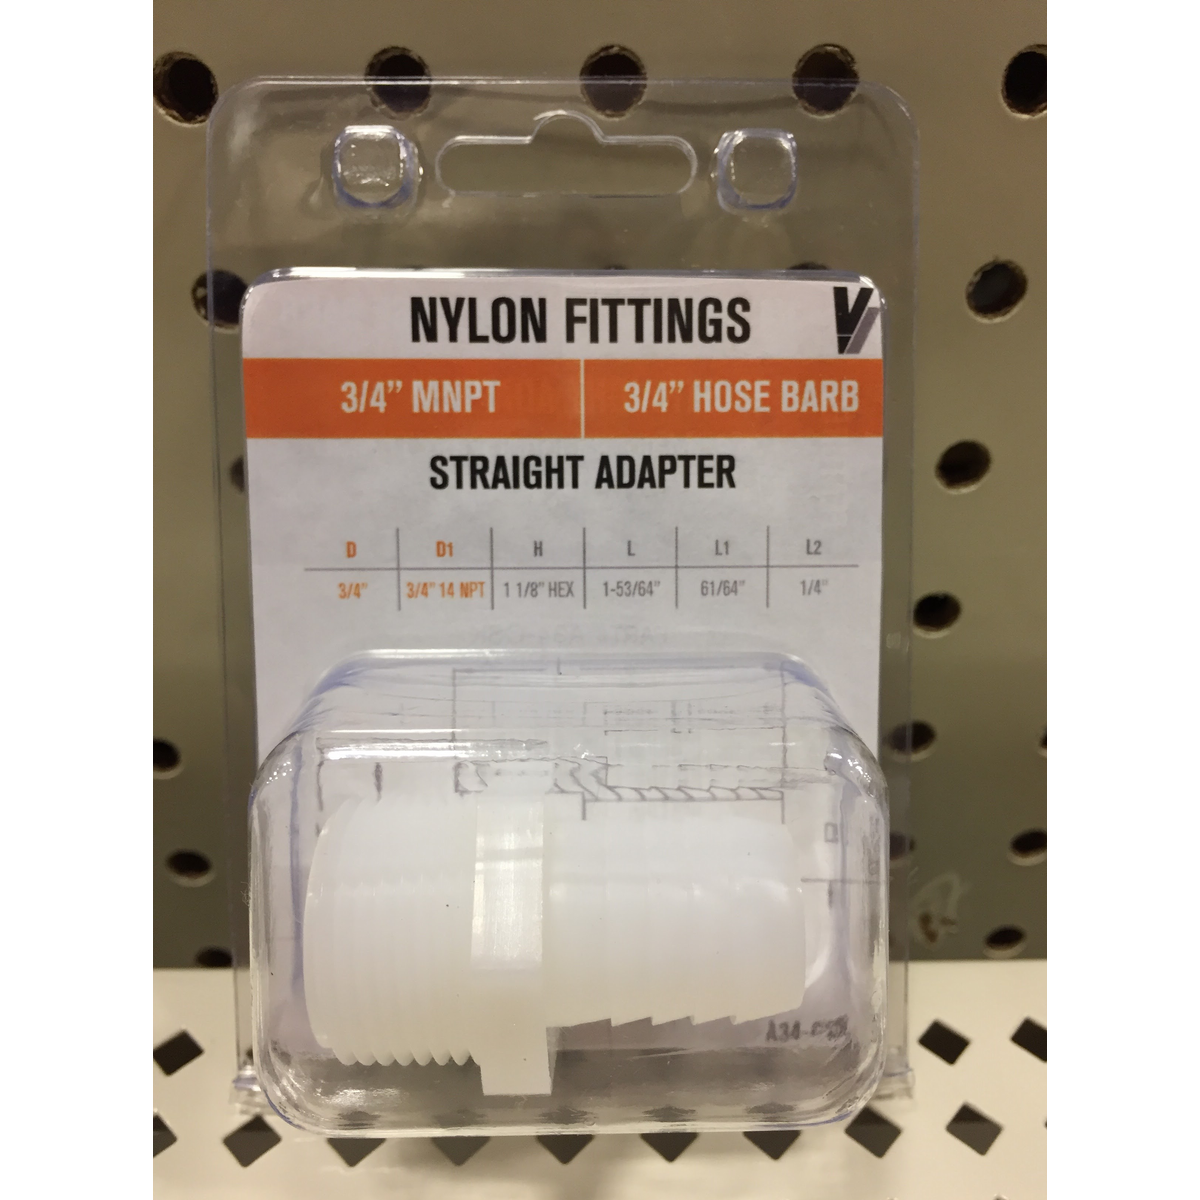 NYLON FITTINGS
3/4” MNPT 3/4” HOSE BARB
STRAIGHT ADAPTER
D D1 H L L1 L2
3/4” 3/4” 14 NPT 1 1/8” HEX 1-53/64” 61/64” 1/4”